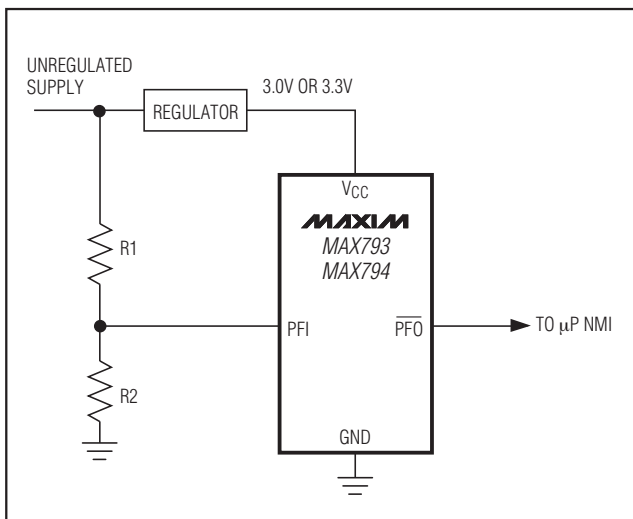 UNREGULATED
SUPPLY
REGULATOR
3.0V OR 3.3V
VCC
MAXIM
MAX793
MAX794
R1
PFI
PFO
TO μP NMI
R2
GND